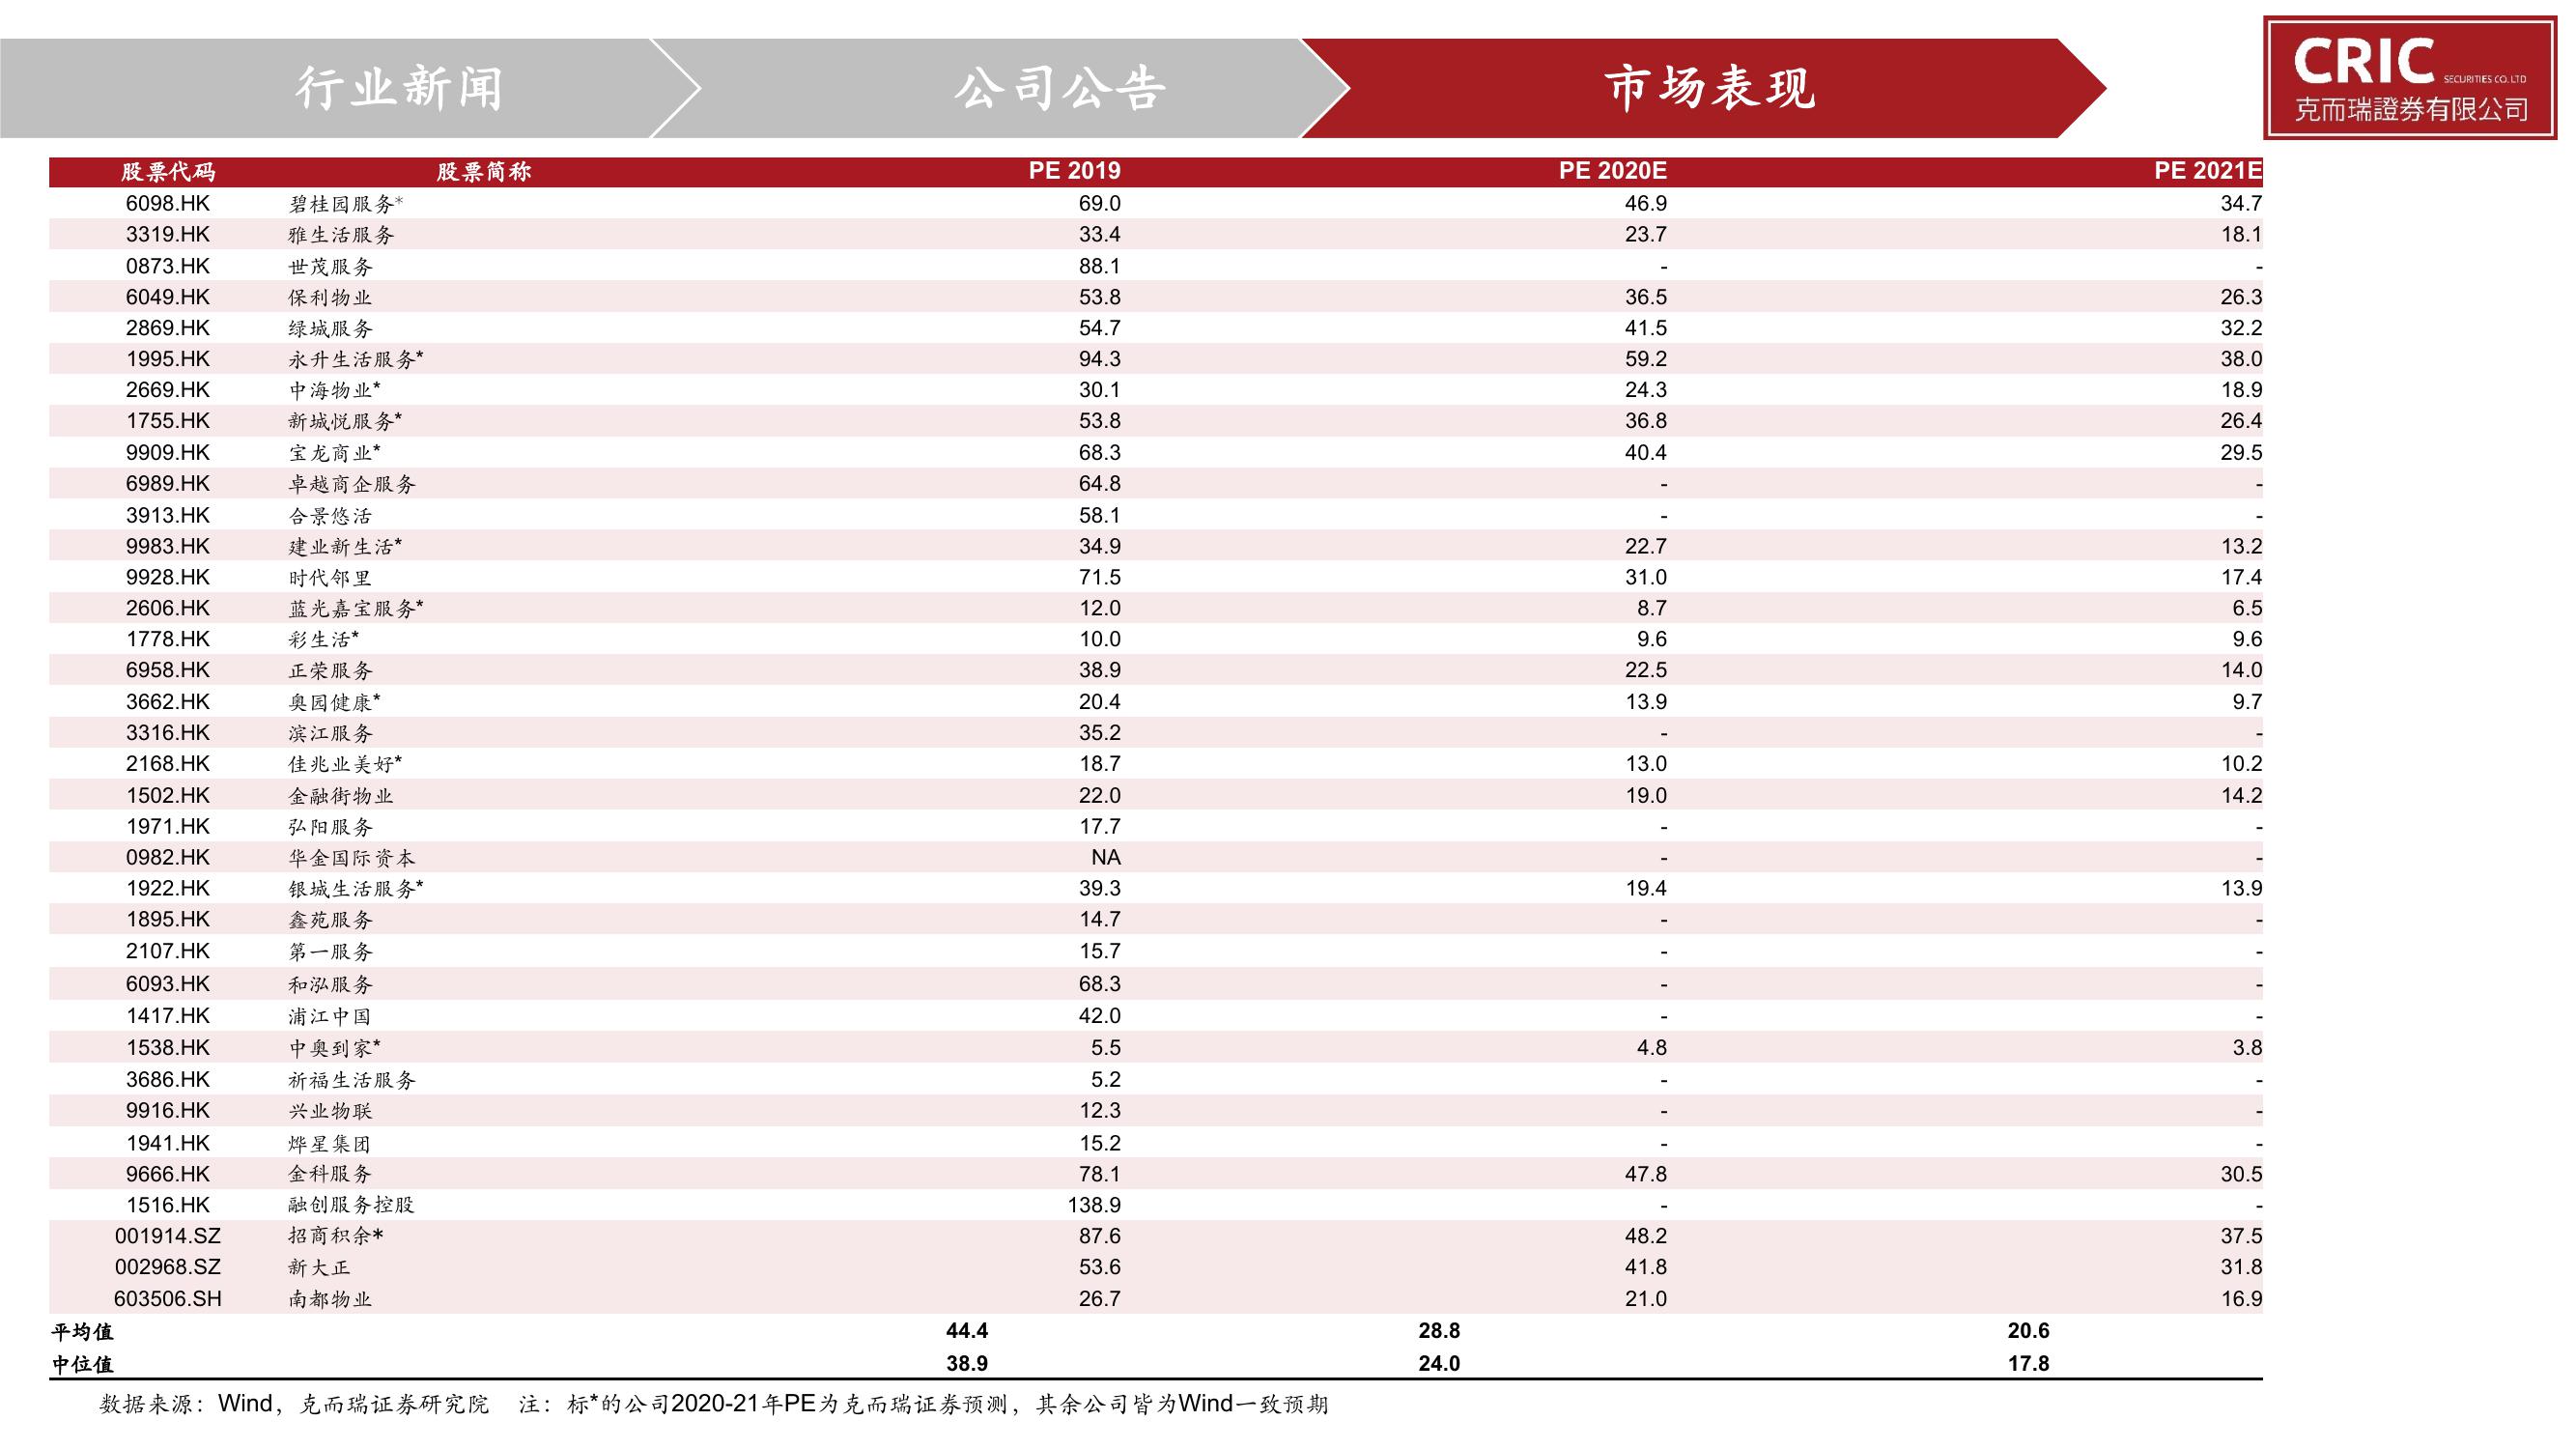 行业新闻 公司公告 市场表现
CRIC SECURITIES CO. LTD
克而瑞證券有限公司
股票代码 股票简称 PE 2019 PE 2020E PE 2021E
6098.HK 碧桂园服务* 69.0 46.9 34.7
3319.HK 雅生活服务 33.4 23.7 18.1
0873.HK 世茂服务 88.1 - -
6049.HK 保利物业 53.8 36.5 26.3
2869.HK 绿城服务 54.7 41.5 32.2
1995.HK 永升生活服务* 94.3 59.2 38.0
2669.HK 中海物业* 30.1 24.3 18.9
1755.HK 新城悦服务* 53.8 36.8 26.4
9909.HK 宝龙商业* 68.3 40.4 29.5
6989.HK 卓越商企服务 64.8 - -
3913.HK 合景悠活 58.1 - -
9983.HK 建业新生活* 34.9 22.7 13.2
9928.HK 时代邻里 71.5 31.0 17.4
2606.HK 蓝光嘉宝服务* 12.0 8.7 6.5
1778.HK 彩生活* 10.0 9.6 9.6
6958.HK 正荣服务 38.9 22.5 14.0
3662.HK 奥园健康* 20.4 13.9 9.7
3316.HK 滨江服务 35.2 - -
2168.HK 佳兆业美好* 18.7 13.0 10.2
1502.HK 金融街物业 22.0 19.0 14.2
1971.HK 弘阳服务 17.7 - -
0982.HK 华金国际资本 NA - -
1922.HK 银城生活服务* 39.3 19.4 13.9
1895.HK 鑫苑服务 14.7 - -
2107.HK 第一服务 15.7 - -
6093.HK 和泓服务 68.3 - -
1417.HK 浦江中国 42.0 - -
1538.HK 中奥到家* 5.5 4.8 3.8
3686.HK 祈福生活服务 5.2 - -
9916.HK 兴业物联 12.3 - -
1941.HK 烨星集团 15.2 - -
9666.HK 金科服务 78.1 47.8 30.5
1516.HK 融创服务控股 138.9 - -
001914.SZ 招商积余* 87.6 48.2 37.5
002968.SZ 新大正 53.6 41.8 31.8
603506.SH 南都物业 26.7 21.0 16.9
平均值 44.4 28.8 20.6
中位值 38.9 24.0 17.8
数据来源：Wind，克而瑞证券研究院 注：标*的公司2020-21年PE为克而瑞证券预测，其余公司皆为Wind一致预期